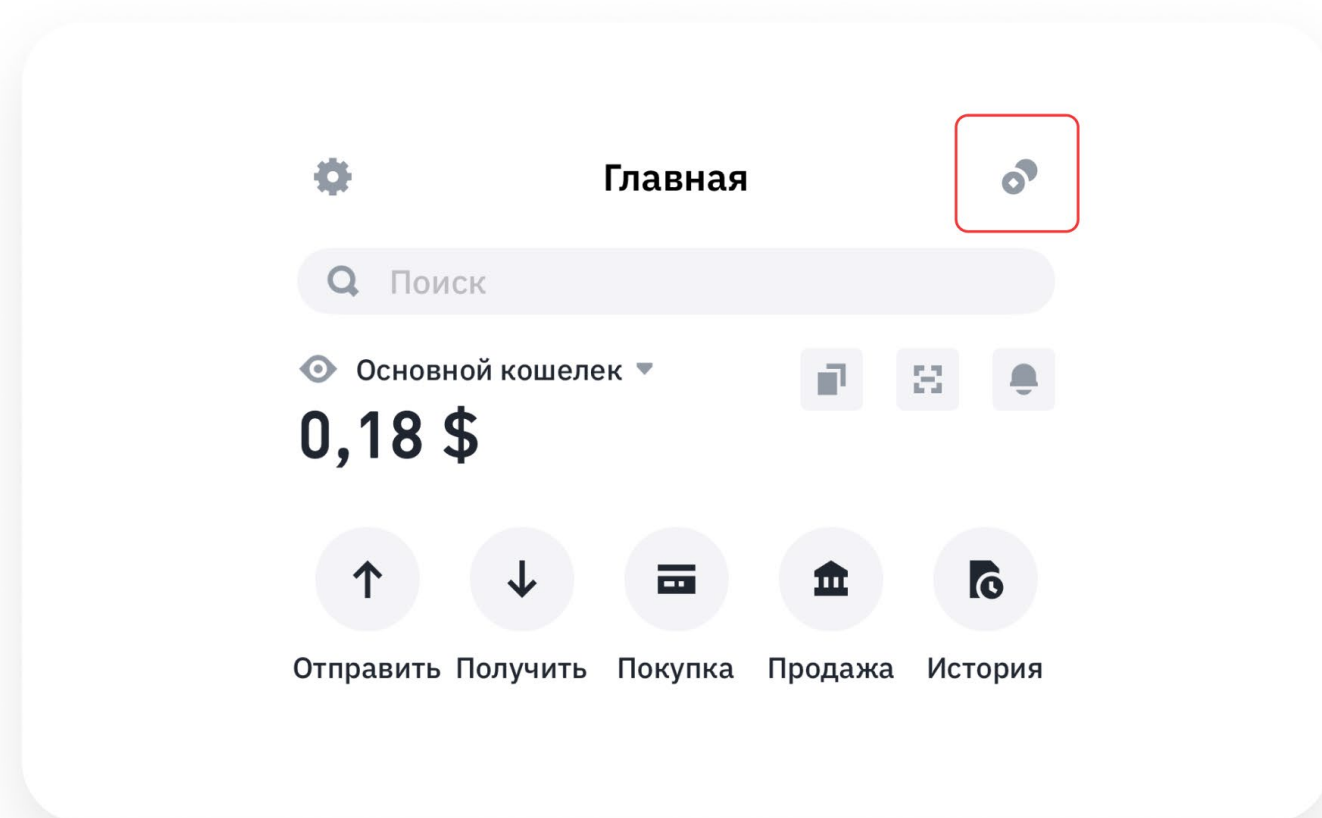 Главная
Поиск
Основной кошелек
0,18 $
Отправить Получить Покупка Продажа История